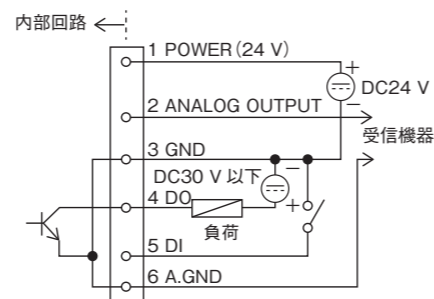 内部回路
1 POWER（24 V）
+
DC24 V
−
2 ANALOG OUTPUT
受信機器
3 GND
DC30 V 以下
−
+
4 DO
負荷
5 DI
6 A.GND